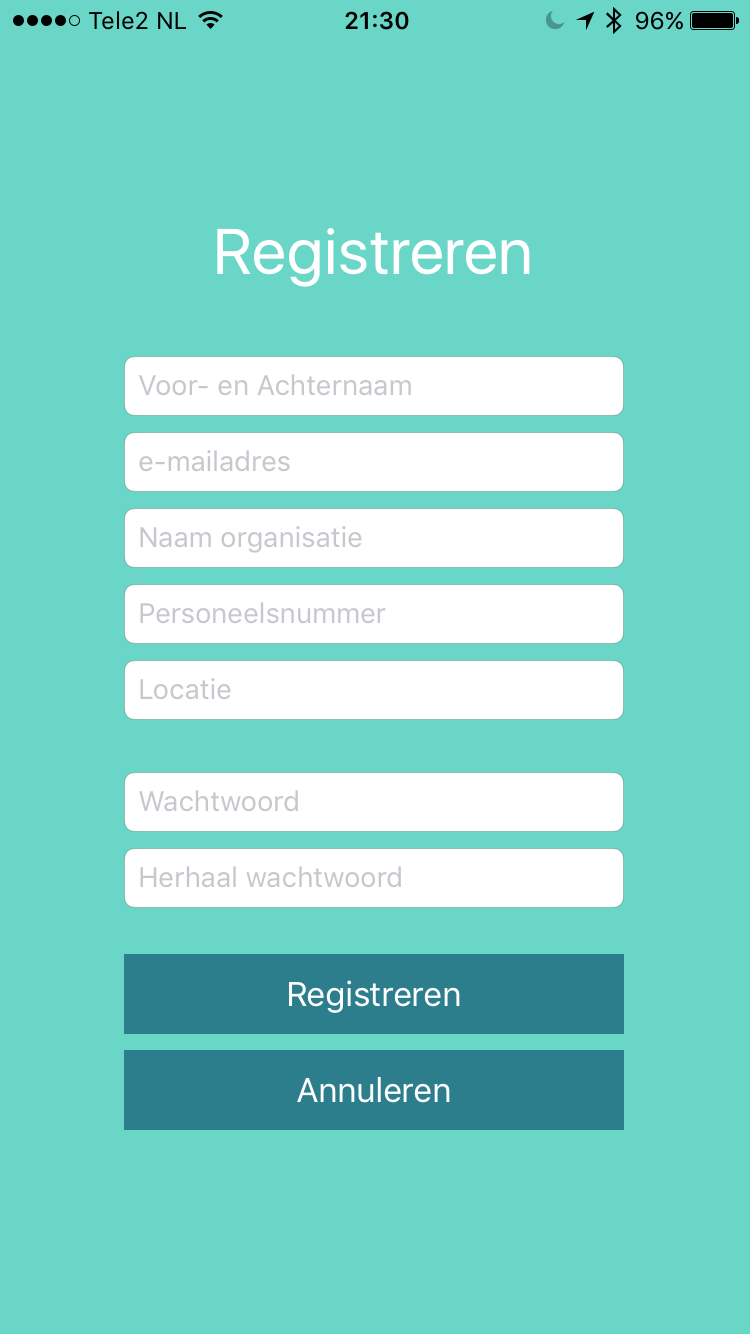 Tele2 NL 21:30 96%
Registreren
Voor- en Achternaam
e-mailadres
Naam organisatie
Personeelsnummer
Locatie
Wachtwoord
Herhaal wachtwoord
Registreren
Annuleren